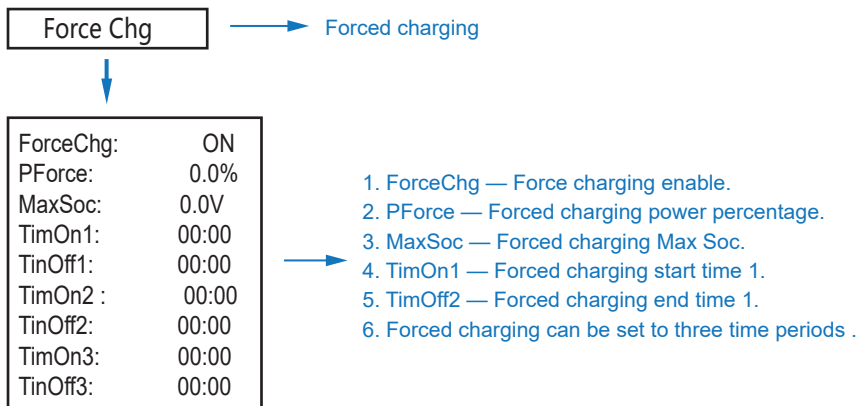 Force Chg
Forced charging
ForceChg: ON
PForce: 0.0%
MaxSoc: 0.0V
TimOn1: 00:00
TinOff1: 00:00
TimOn2 : 00:00
TinOff2: 00:00
TimOn3: 00:00
TinOff3: 00:00
1. ForceChg — Force charging enable.
2. PForce — Forced charging power percentage.
3. MaxSoc — Forced charging Max Soc.
4. TimOn1 — Forced charging start time 1.
5. TimOff2 — Forced charging end time 1.
6. Forced charging can be set to three time periods .